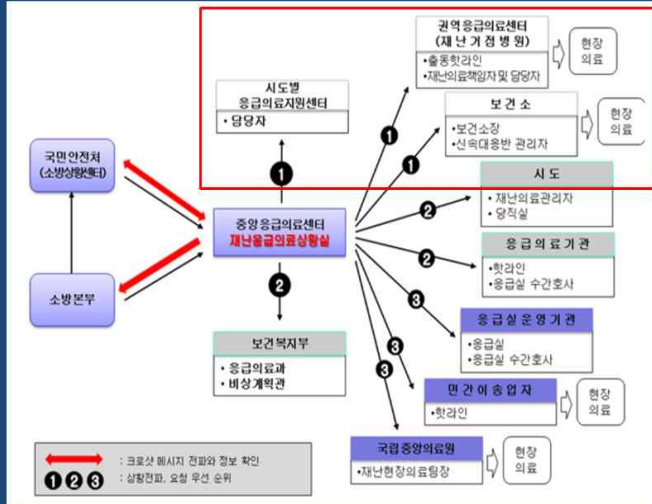 권역응급의료센터
(재난거점병원)
•출동핫라인
•재난의료책임자 및 담당자
현장
의료
시도별
응급의료지원센터
• 담당자
보건소
•보건소장
•신속대응반 관리자
현장
의료
국민안전처
(소방상황센터)
❶
❶
❶
시도
• 재난의료관리자
• 당직실
❷
중앙응급의료센터
재난응급의료상황실
응급의료기관
•핫라인
•응급실 수간호사
❷
소방본부
❷
❸
응급실운영기관
•응급실
•응급실 수간호사
보건복지부
• 응급의료과
• 비상계획관
❸
❸
민간이송업자
•핫라인
현장
의료
국립중앙의료원
•재난현장의료팀장
현장
의료
: 크로샷 메시지 전파와 정보 확인
❶❷❸ : 상황전파, 요청 우선 순위